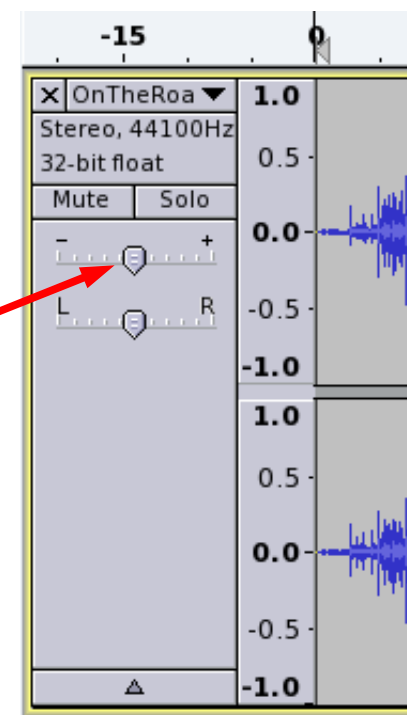 -15 0
× OnTheRoa ▼
Stereo, 44100Hz
32-bit float
Mute Solo
- +
L R
1.0
0.5
0.0
-0.5
-1.0
1.0
0.5
0.0
-0.5
-1.0